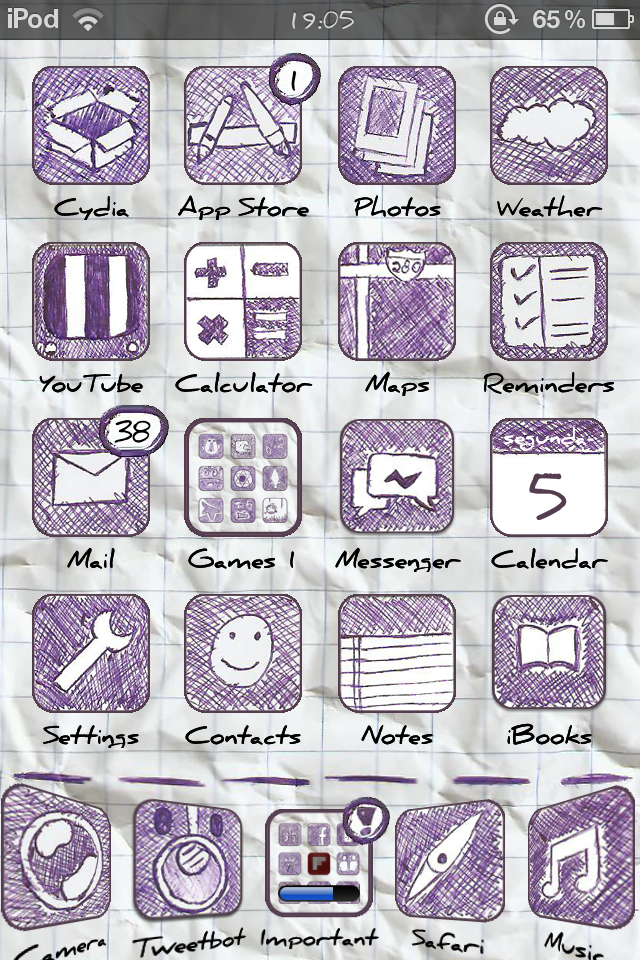 iPod 19:05 65%
1
Cydia App Store Photos Weather
280
YouTube Calculator Maps Reminders
38
segunda
5
Mail Games 1 Messenger Calendar
Settings Contacts Notes iBooks
!
Camera Tweetbot Important Safari Music